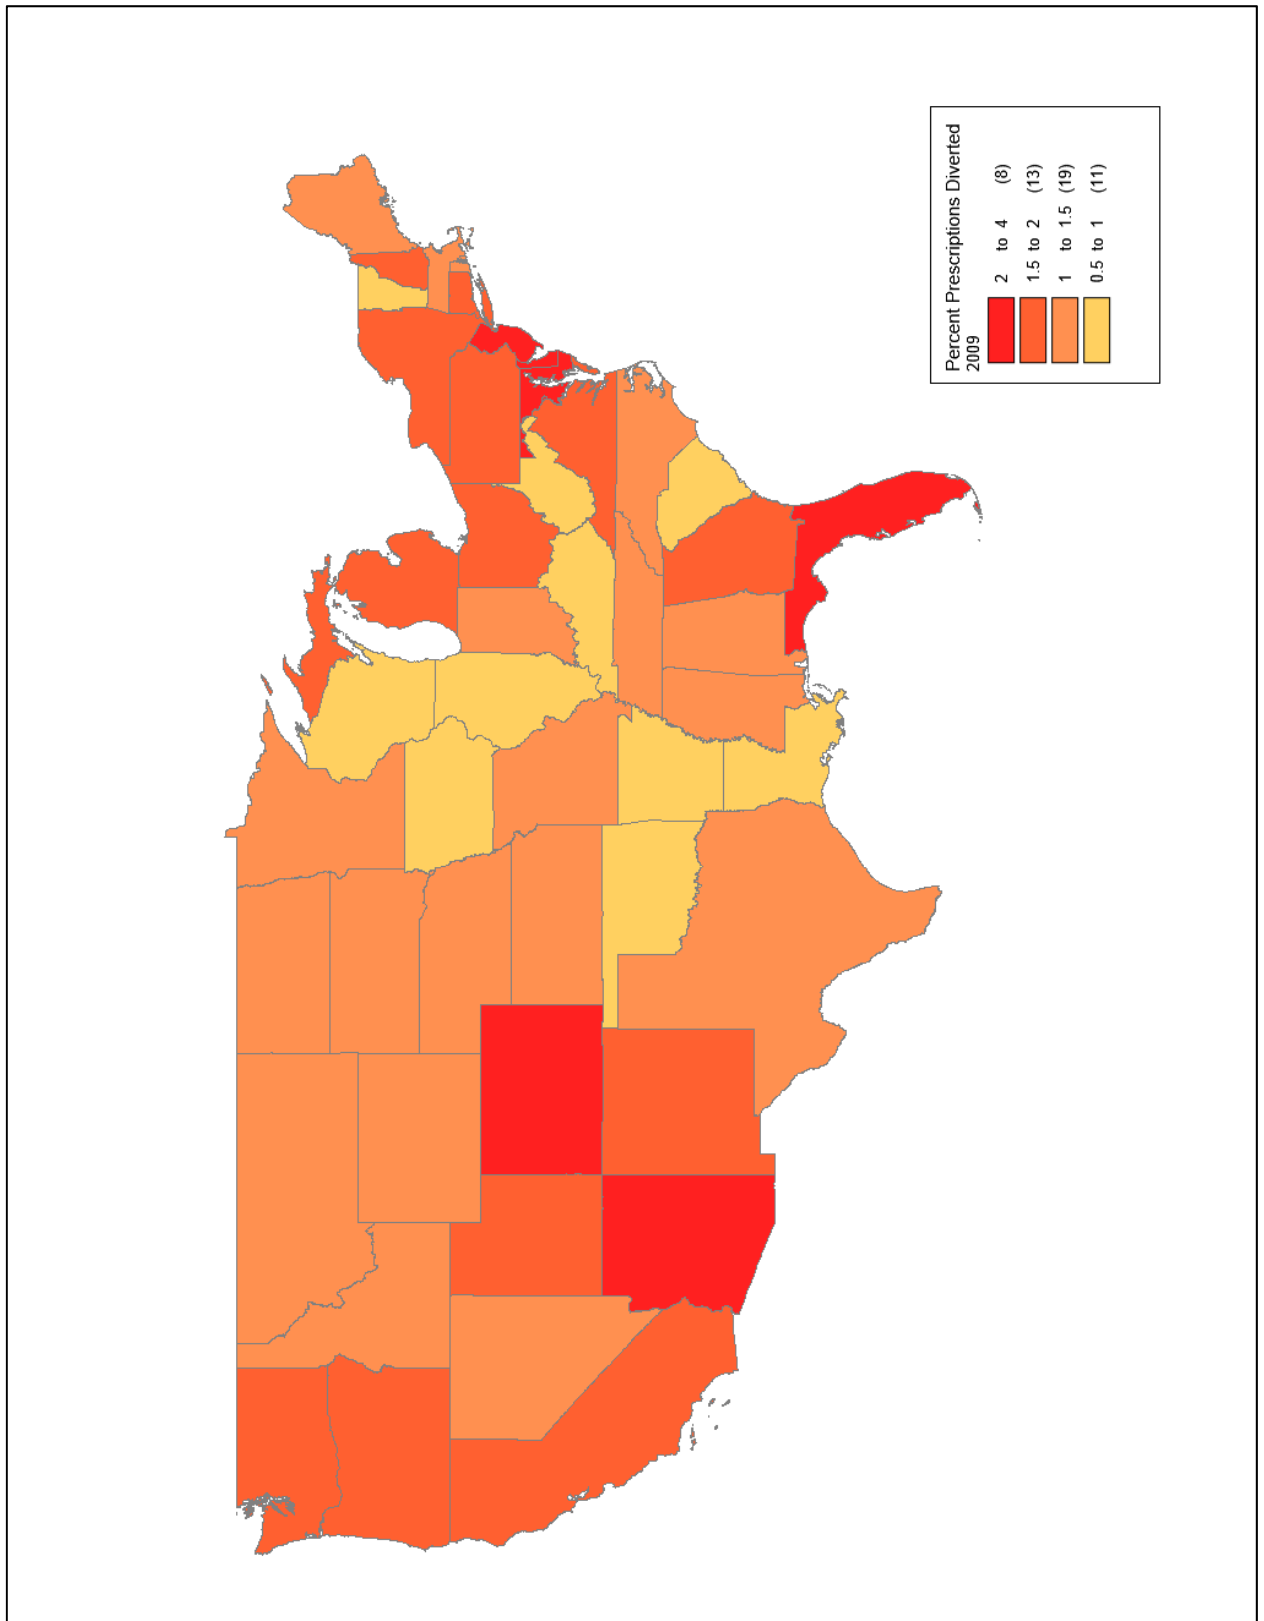 Percent Prescriptions Diverted
2009
2 to 4 (8)
1.5 to 2 (13)
1 to 1.5 (19)
0.5 to 1 (11)